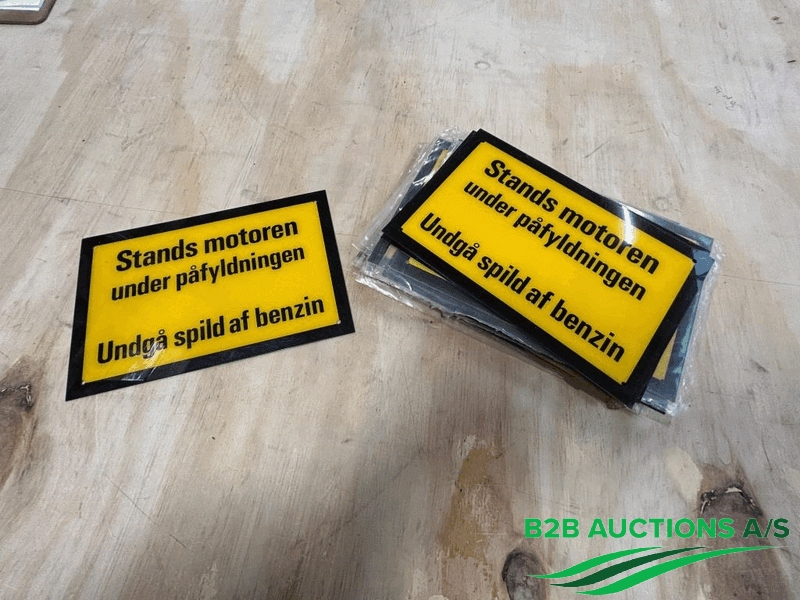 Stands motoren
under påfyldningen
Undgå spild af benzin
Stands motoren
under påfyldningen
Undgå spild af benzin
B2B AUCTIONS A/S